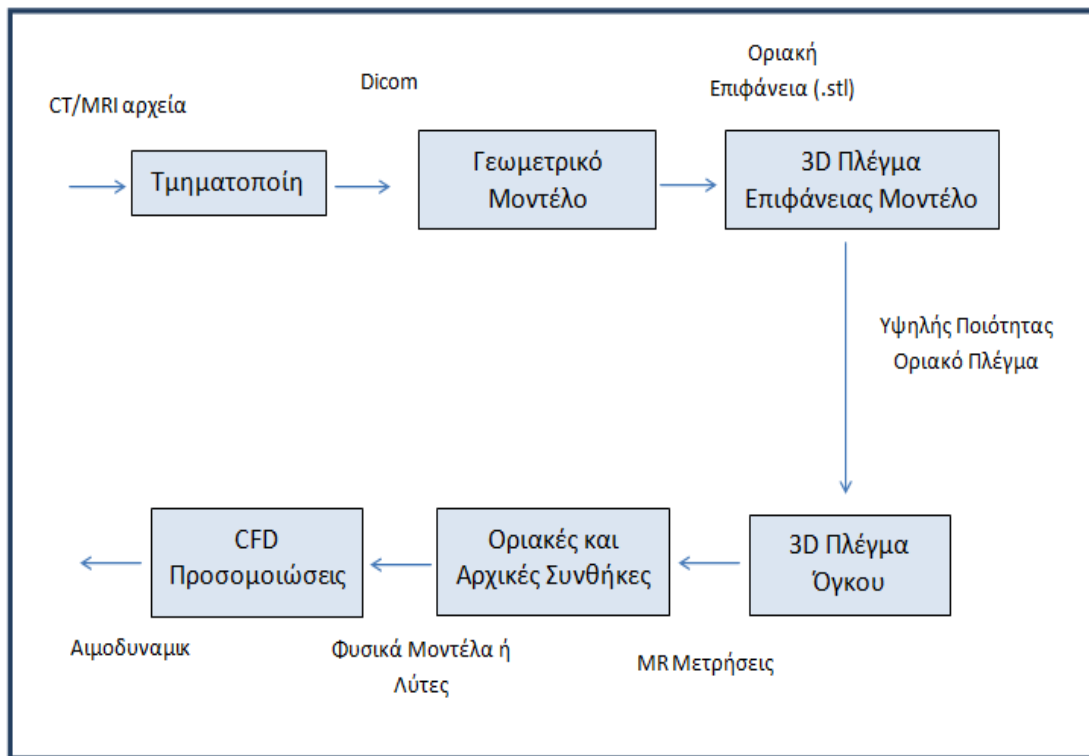 CT/MRI αρχεία
Dicom
Οριακή
Επιφάνεια (.stl)
Τμηματοποίη
Γεωμετρικό
Μοντέλο
3D Πλέγμα
Επιφάνειας Μοντέλο
Υψηλής Ποιότητας
Οριακό Πλέγμα
3D Πλέγμα
Όγκου
MR Μετρήσεις
Οριακές και
Αρχικές Συνθήκες
Φυσικά Μοντέλα ή
Λύτες
CFD
Προσομοιώσεις
Αιμοδυναμικ